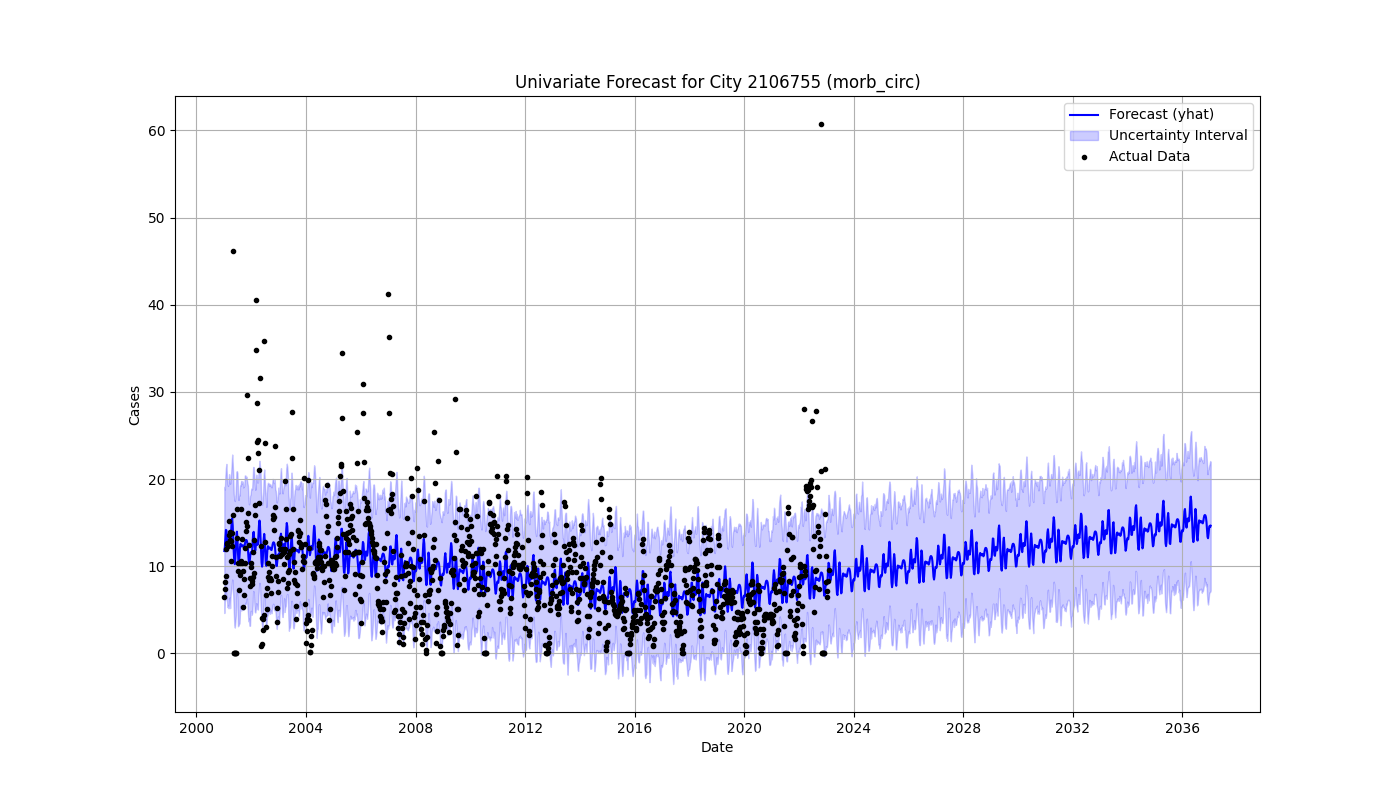 Univariate Forecast for City 2106755 (morb_circ)
Forecast (yhat)
Uncertainty Interval
Actual Data
Cases
60
50
40
30
20
10
0
2000 2004 2008 2012 2016 2020 2024 2028 2032 2036
Date